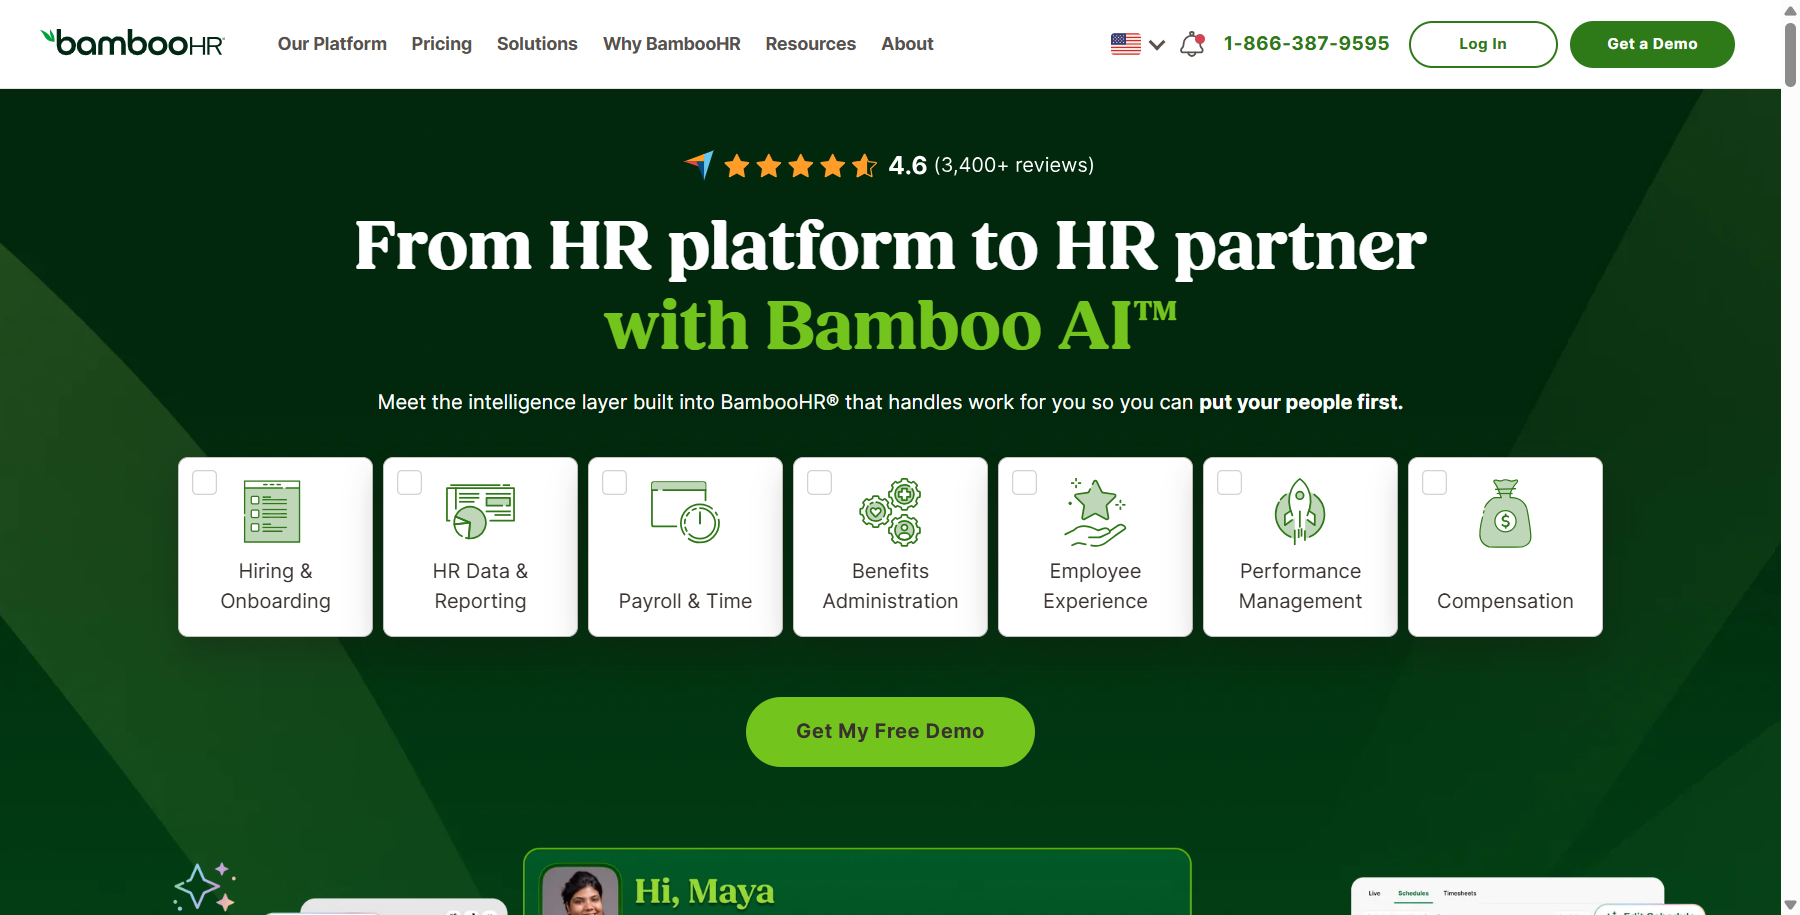 bambooHR
Our Platform Pricing Solutions Why BambooHR Resources About
1-866-387-9595 Log In Get a Demo
4.6 (3,400+ reviews)
From HR platform to HR partner
with Bamboo AI™
Meet the intelligence layer built into BambooHR® that handles work for you so you can put your people first.
Hiring &
Onboarding
HR Data &
Reporting
Payroll & Time
Benefits
Administration
Employee
Experience
Performance
Management
$
Compensation
Get My Free Demo
Hi, Maya
Live Schedules Timesheets